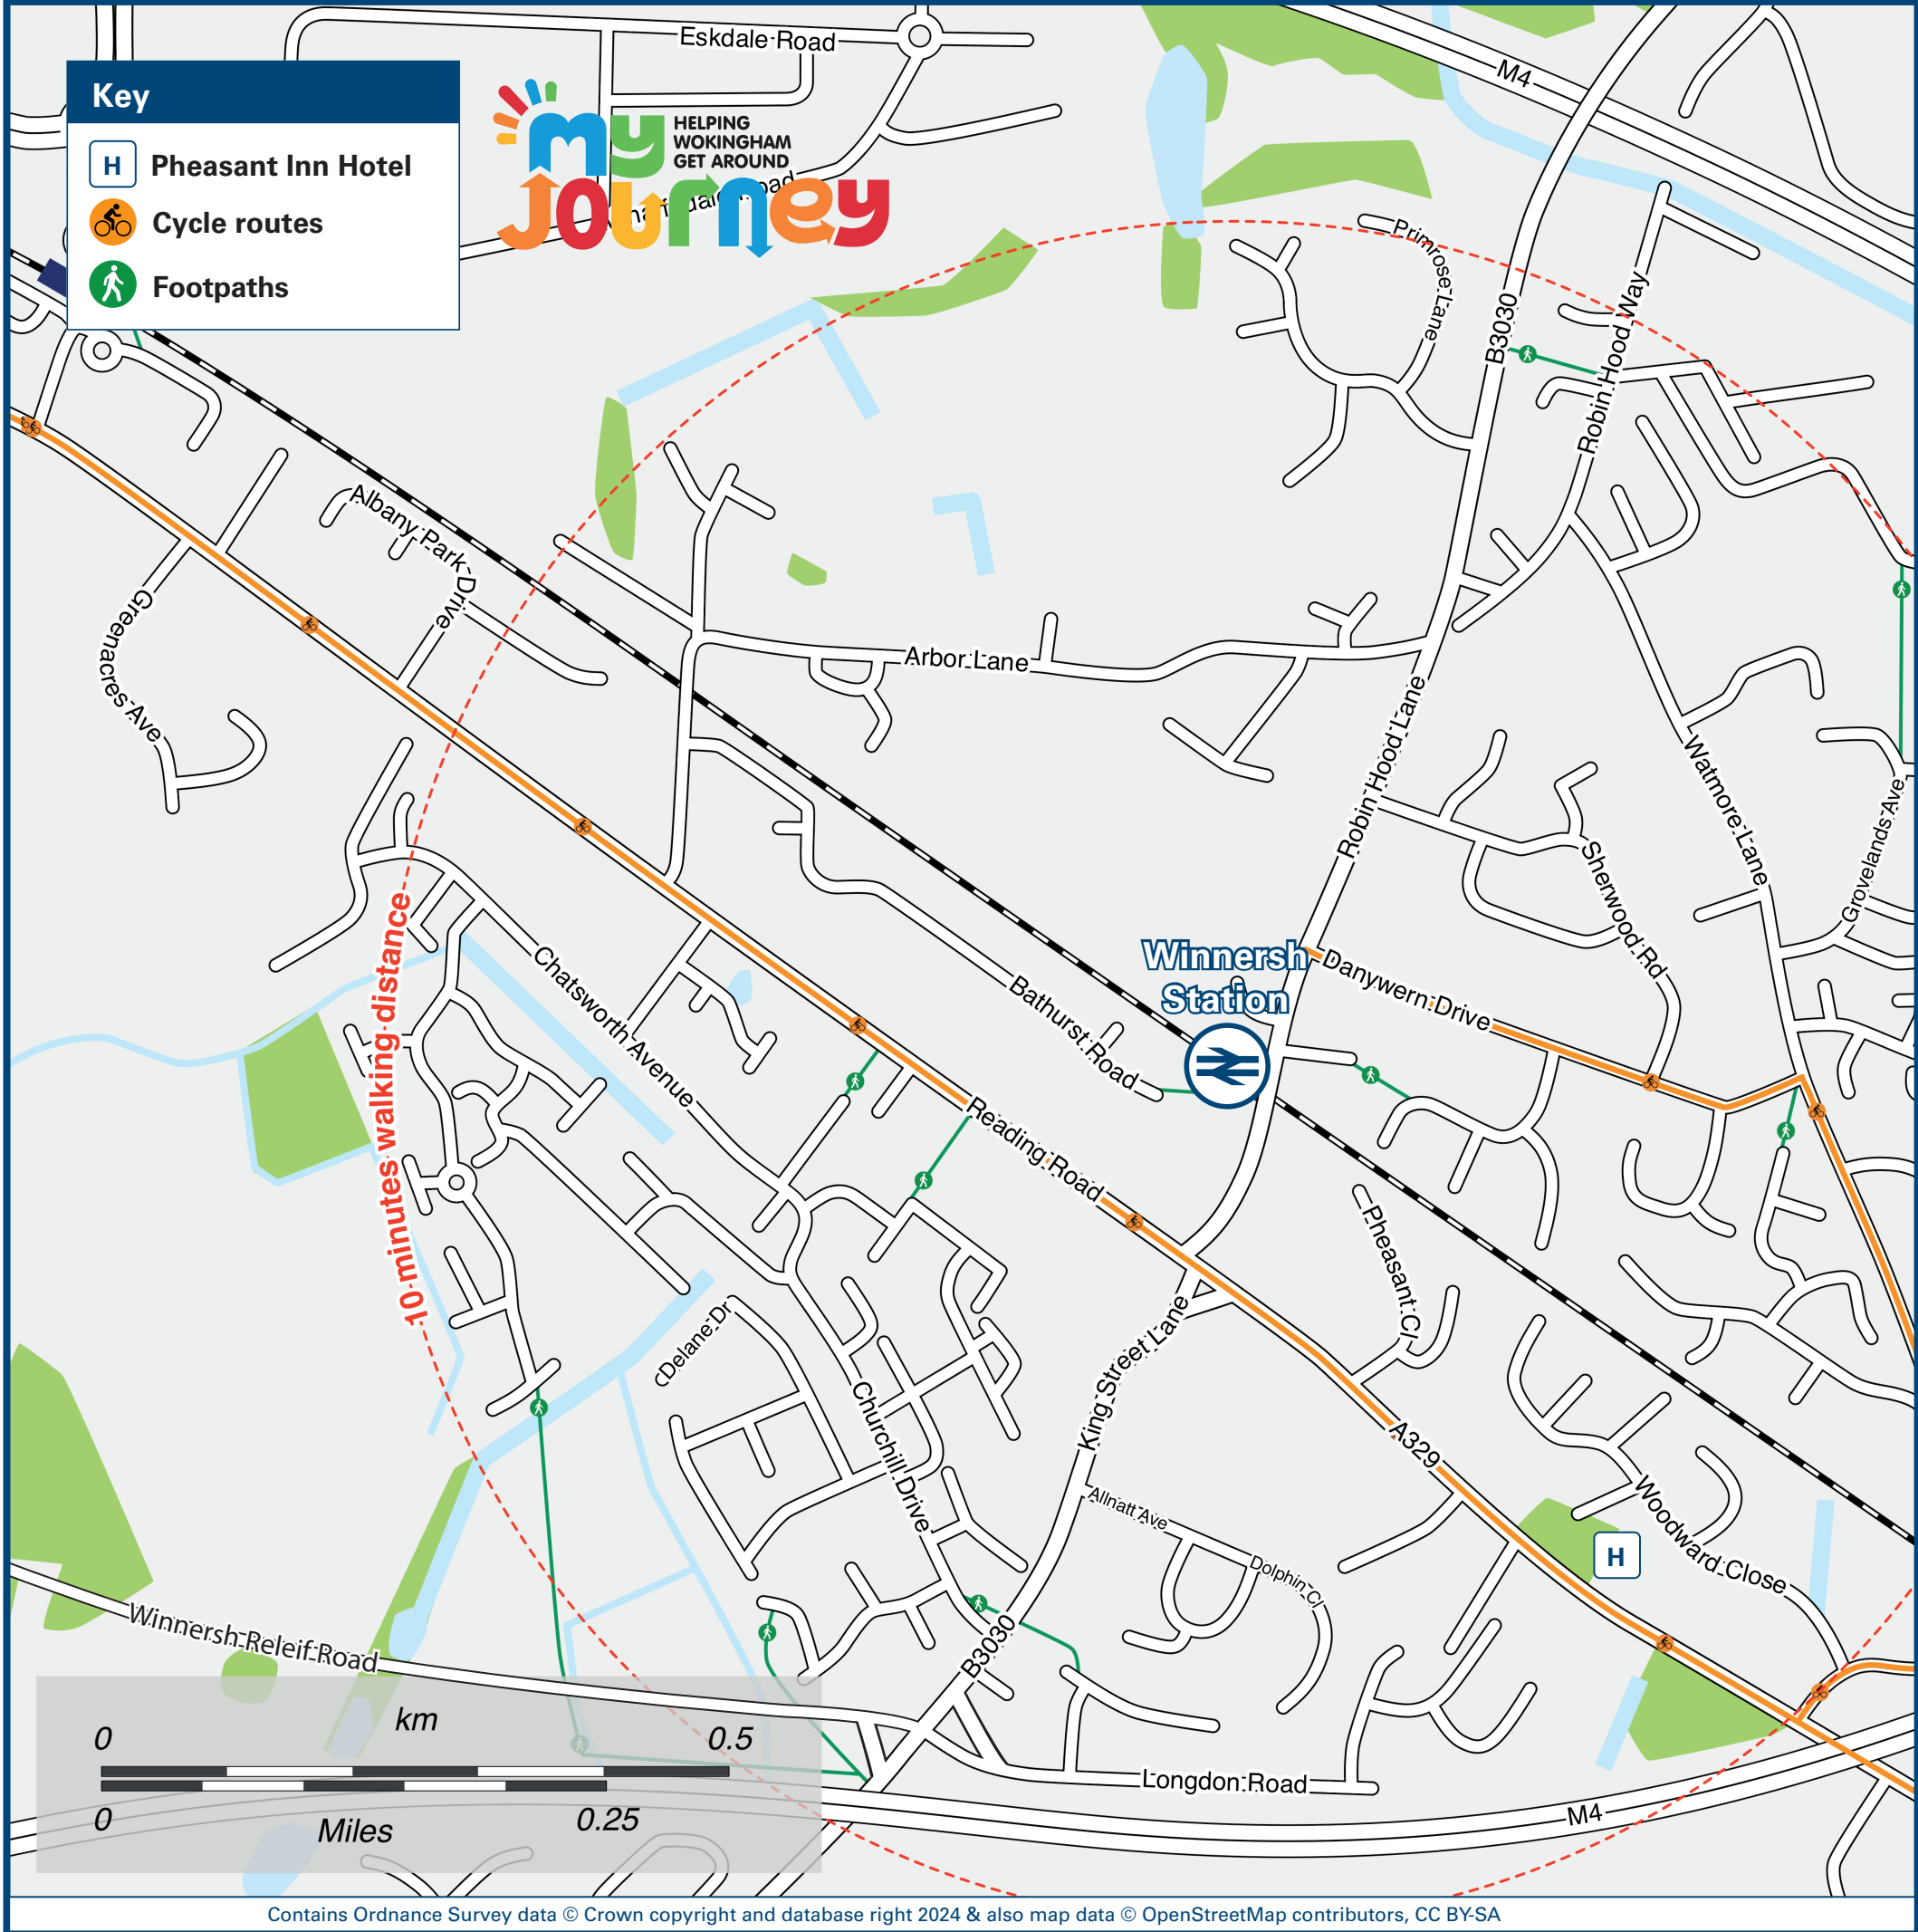 Eskdale Road
M4
Key
H Pheasant Inn Hotel
Cycle routes
Footpaths
my
HELPING
WOKINGHAM
GET AROUND
JOURNEY
Primrose Lane
B3030
Robin Hood Way
Albany Park Drive
Greenacres Ave
Arbor Lane
Robin Hood Lane
Watmore Lane
Grovelands Ave
Sherwood Rd
10 minutes walking distance
Chatsworth Avenue
Bathurst Road
Winnersh
Station
Danywern Drive
Reading Road
Pheasant Cl
Delane Dr
King Street Lane
Churchill Drive
A329
Allnatt Ave
Dolphin Cl
Woodward Close
H
Winnersh Releif Road
B3030
Longdon Road
M4
km
0 0.5
0 0.25
Miles
Contains Ordnance Survey data © Crown copyright and database right 2024 & also map data © OpenStreetMap contributors, CC BY-SA